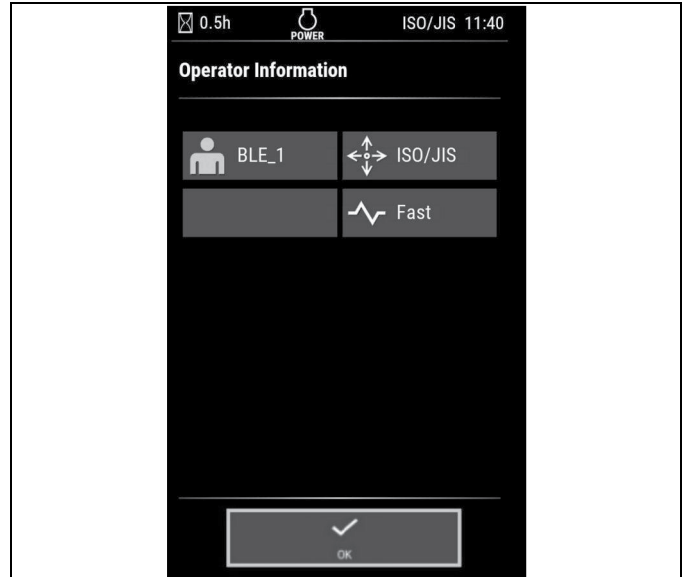 0.5h POWER ISO/JIS 11:40
Operator Information
BLE_1 ISO/JIS
Fast
OK